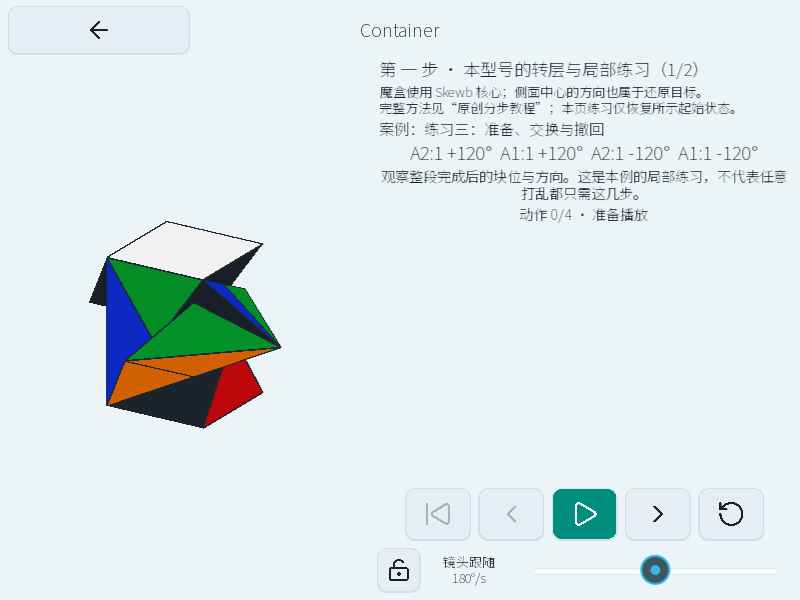 Container
第一步 · 本型号的转层与局部练习（1/2）
魔盒使用 Skewb 核心；侧面中心的方向也属于还原目标。
完整方法见“原创分步教程”；本页练习仅恢复所示起始状态。
案例：练习三：准备、交换与撤回
A2:1 +120° A1:1 +120° A2:1 -120° A1:1 -120°
观察整段完成后的块位与方向。这是本例的局部练习，不代表任意
打乱都只需这几步。
动作 0/4 · 准备播放
镜头跟随
180°/s